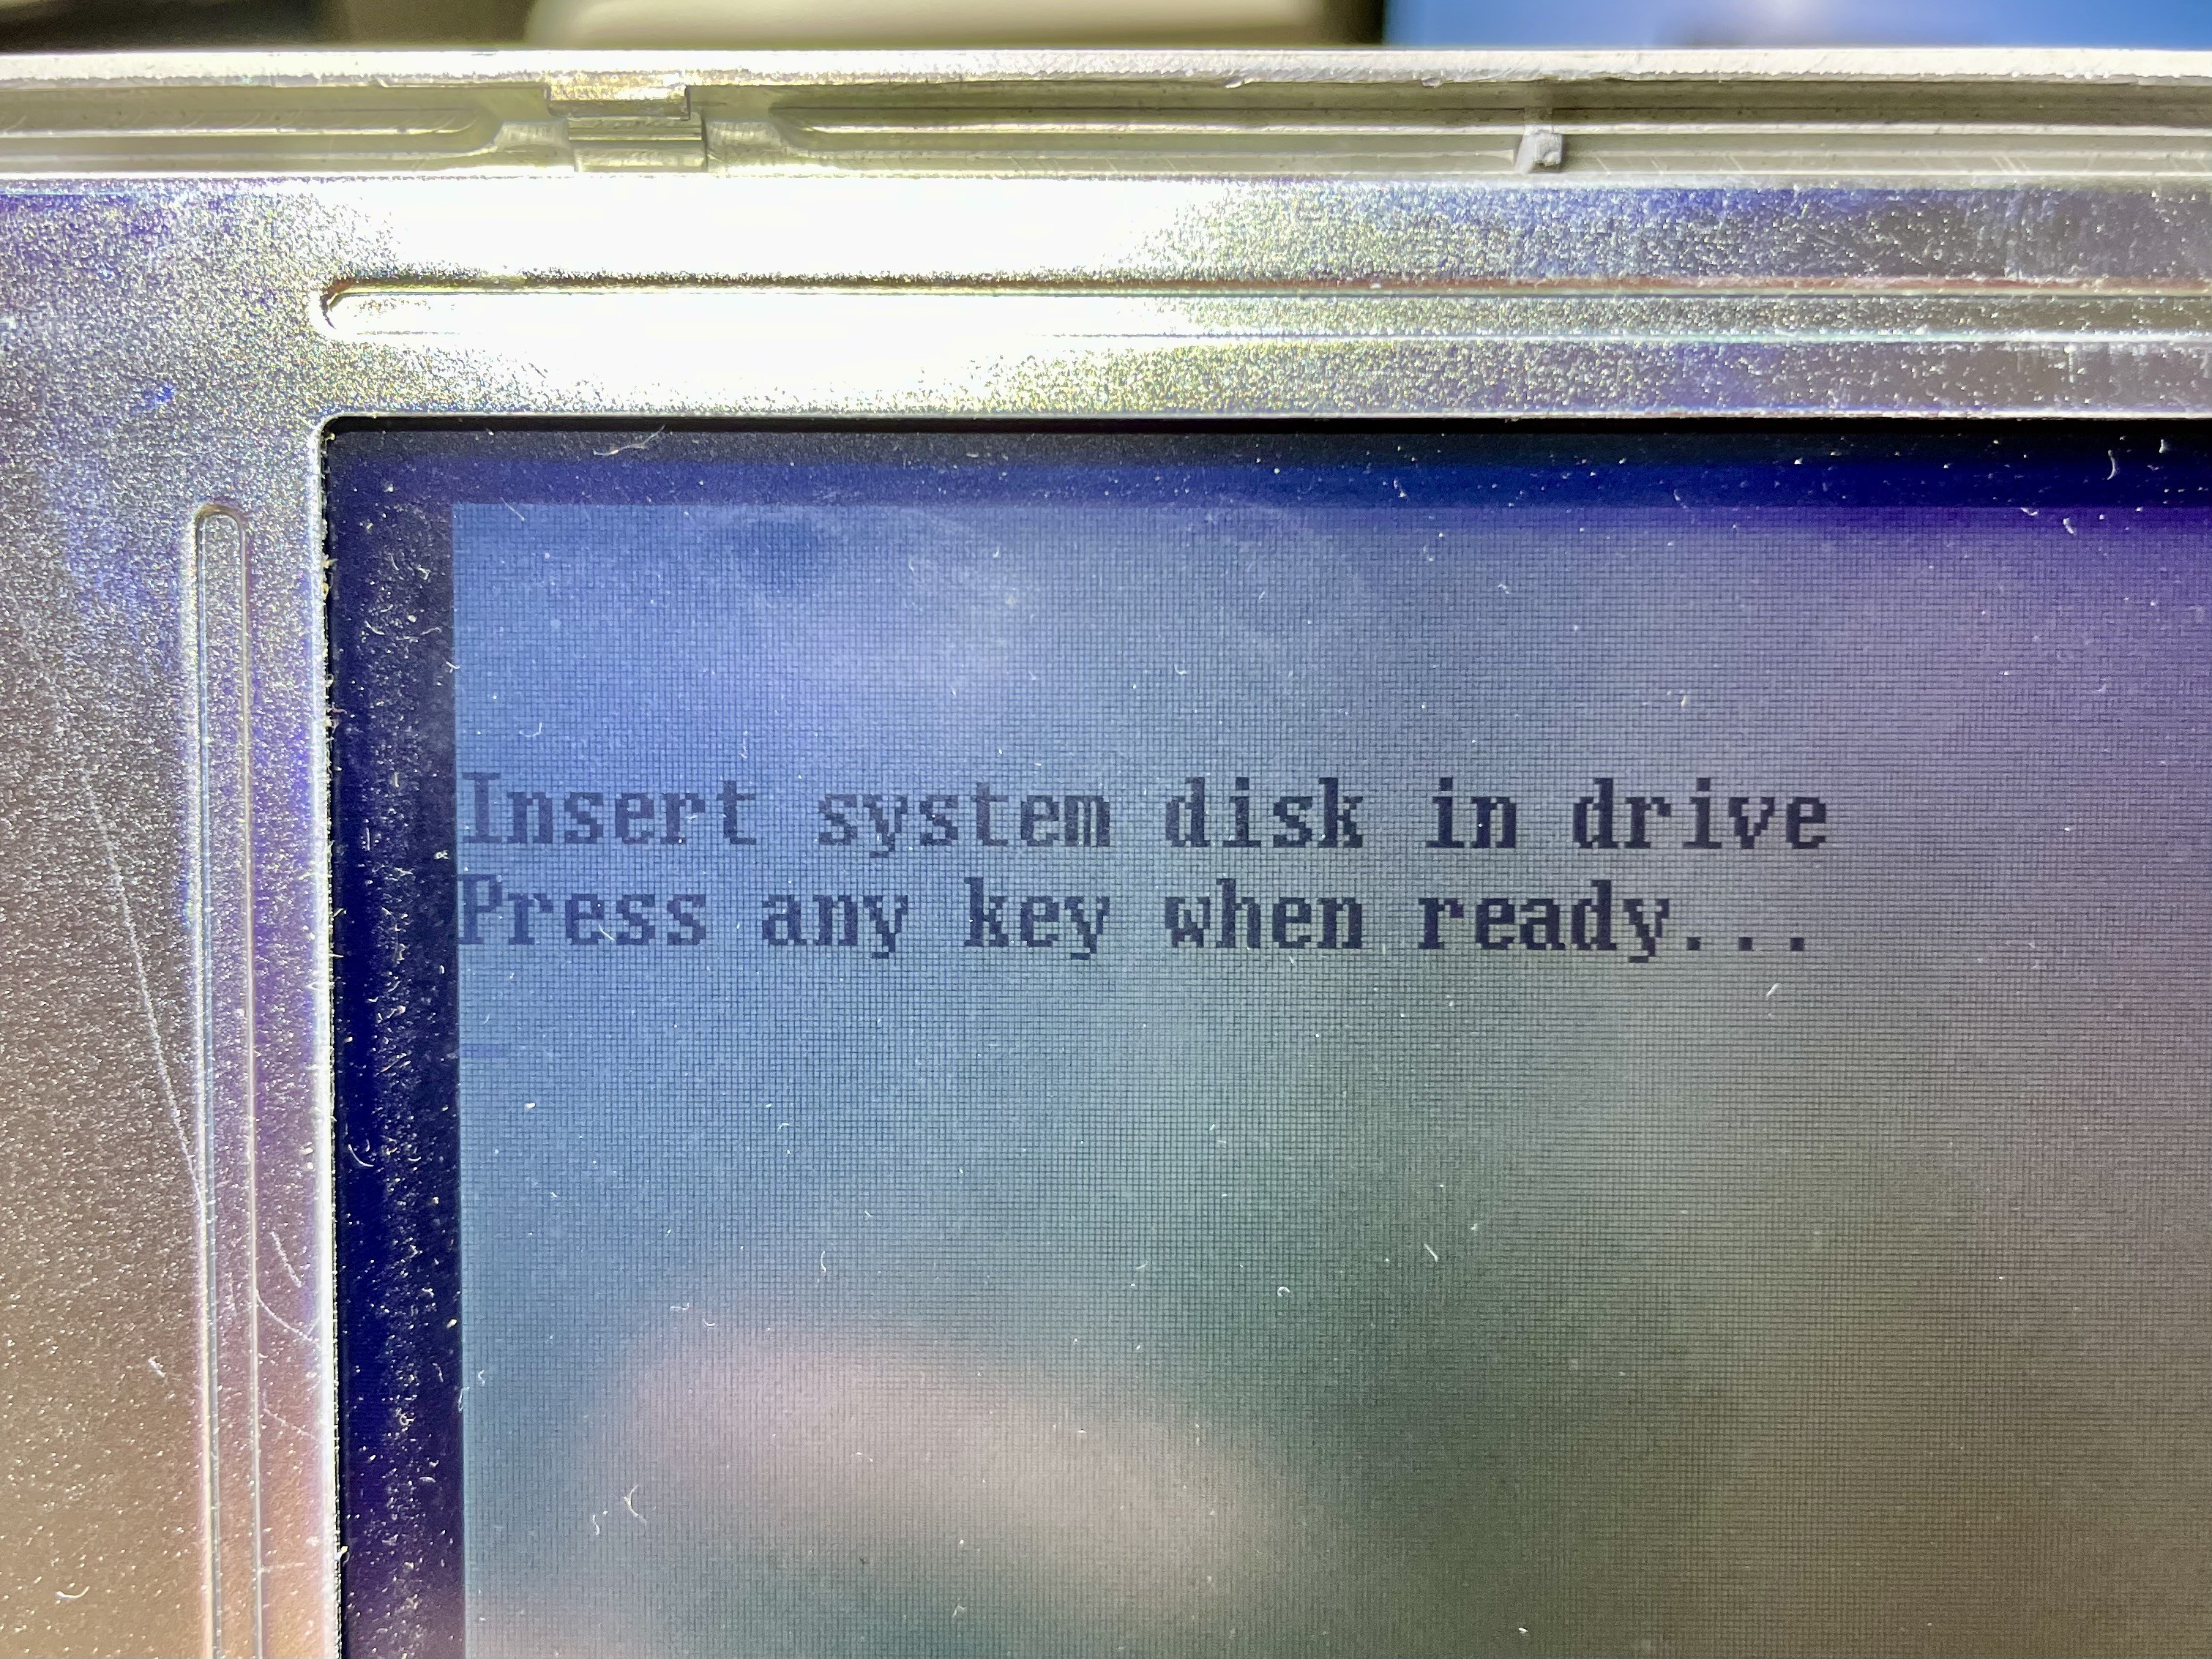 Insert system disk in drive
Press any key when ready...
_